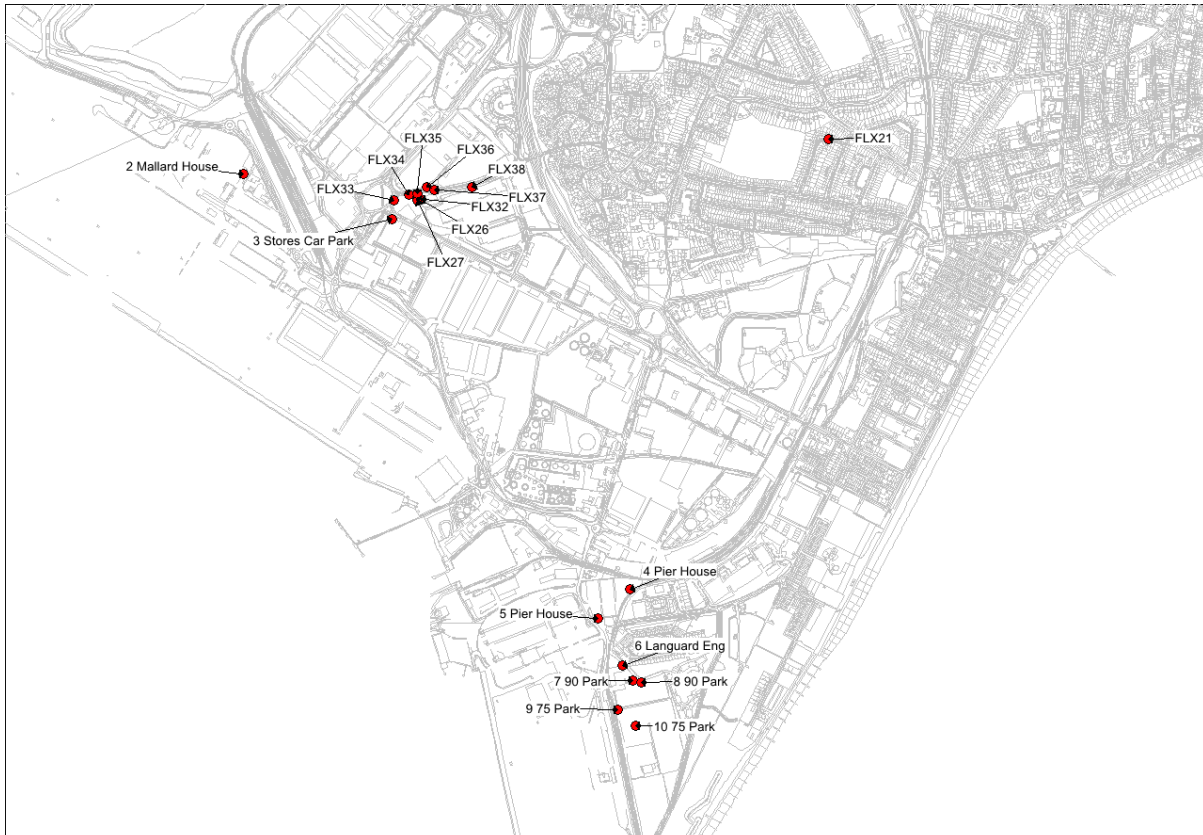 FLX35
FLX21
FLX36
FLX34
2 Mallard House
FLX38
FLX33
FLX37
FLX32
FLX26
3 Stores Car Park
FLX27
4 Pier House
5 Pier House
6 Languard Eng
7 90 Park
8 90 Park
9 75 Park
10 75 Park